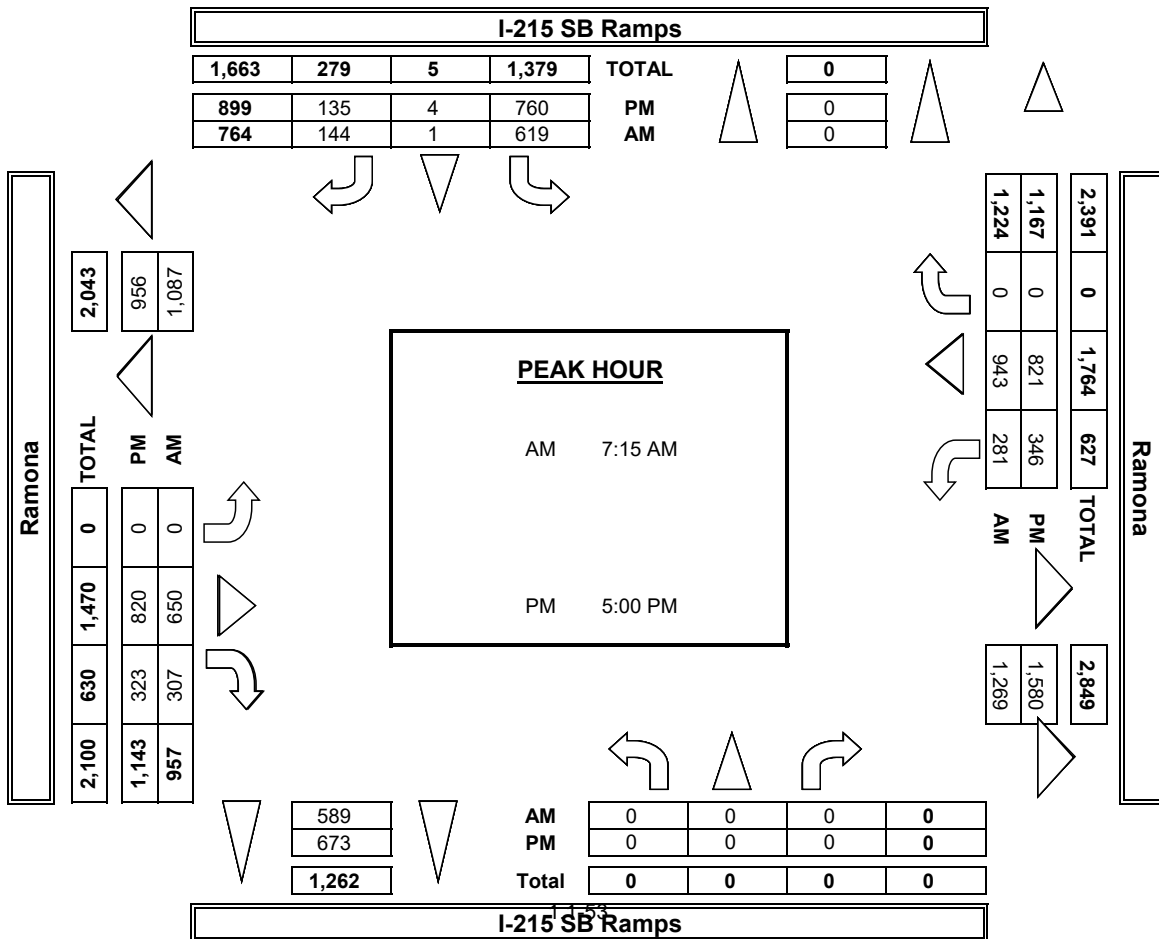 I-215 SB Ramps
1,663 279 5 1,379 TOTAL 0
899 135 4 760 PM 0
764 144 1 619 AM 0
Ramona
2,043
956
1,087
TOTAL
PM
AM
0 1,470 630 2,100
0 820 323 1,143
0 650 307 957
PEAK HOUR
AM 7:15 AM
PM 5:00 PM
2,391 0 1,764 627 TOTAL
1,167 0 821 346 PM
1,224 0 943 281 AM
2,849
1,580
1,269
Ramona
589 AM 0 0 0 0
673 PM 0 0 0 0
1,262 Total 0 0 0 0
1.1-53
I-215 SB Ramps